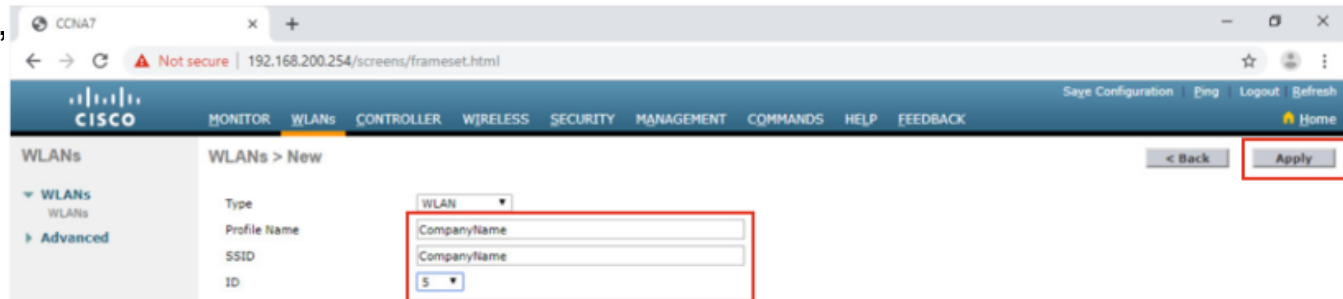 ,
CCNA7
Not secure | 192.168.200.254/screens/frameset.html
Save Configuration | Ping | Logout | Refresh
CISCO
MONITOR WLANs CONTROLLER WIRELESS SECURITY MANAGEMENT COMMANDS HELP FEEDBACK
Home
WLANs
WLANs > New
< Back
Apply
WLANs
WLANs
Advanced
Type WLAN
Profile Name CompanyName
SSID CompanyName
ID 5